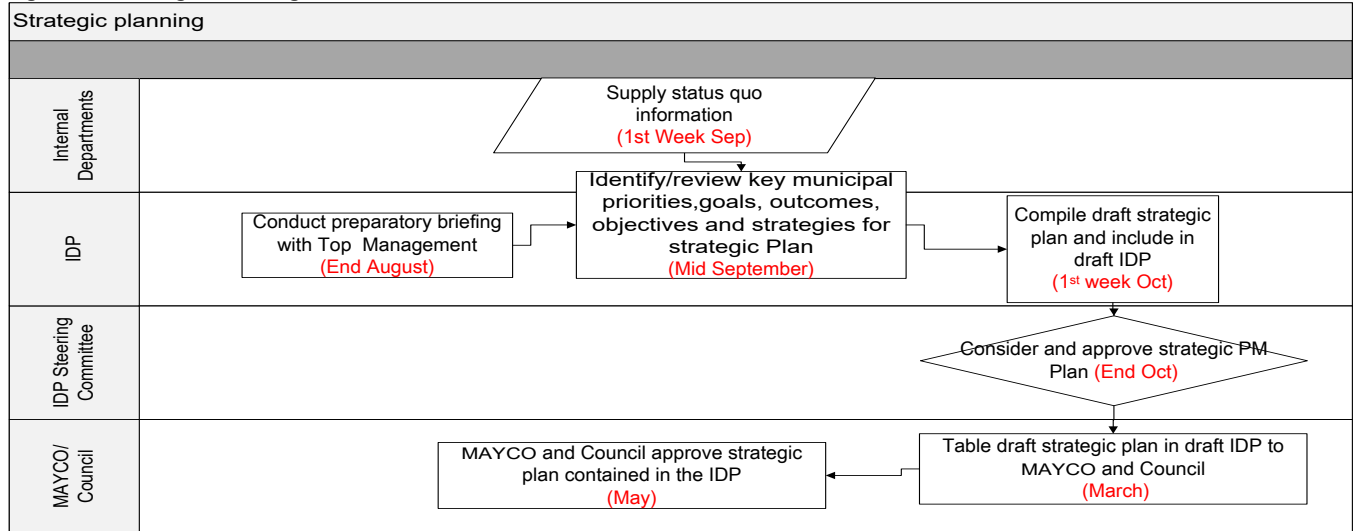 Strategic planning
Internal
Departments
Supply status quo
information
(1st Week Sep)
IDP
Conduct preparatory briefing
with Top Management
(End August)
Identify/review key municipal
priorities,goals, outcomes,
objectives and strategies for
strategic Plan
(Mid September)
Compile draft strategic
plan and include in
draft IDP
(1st week Oct)
IDP Steering
Committee
Consider and approve strategic PM
Plan (End Oct)
MAYCO/
Council
MAYCO and Council approve strategic
plan contained in the IDP
(May)
Table draft strategic plan in draft IDP to
MAYCO and Council
(March)